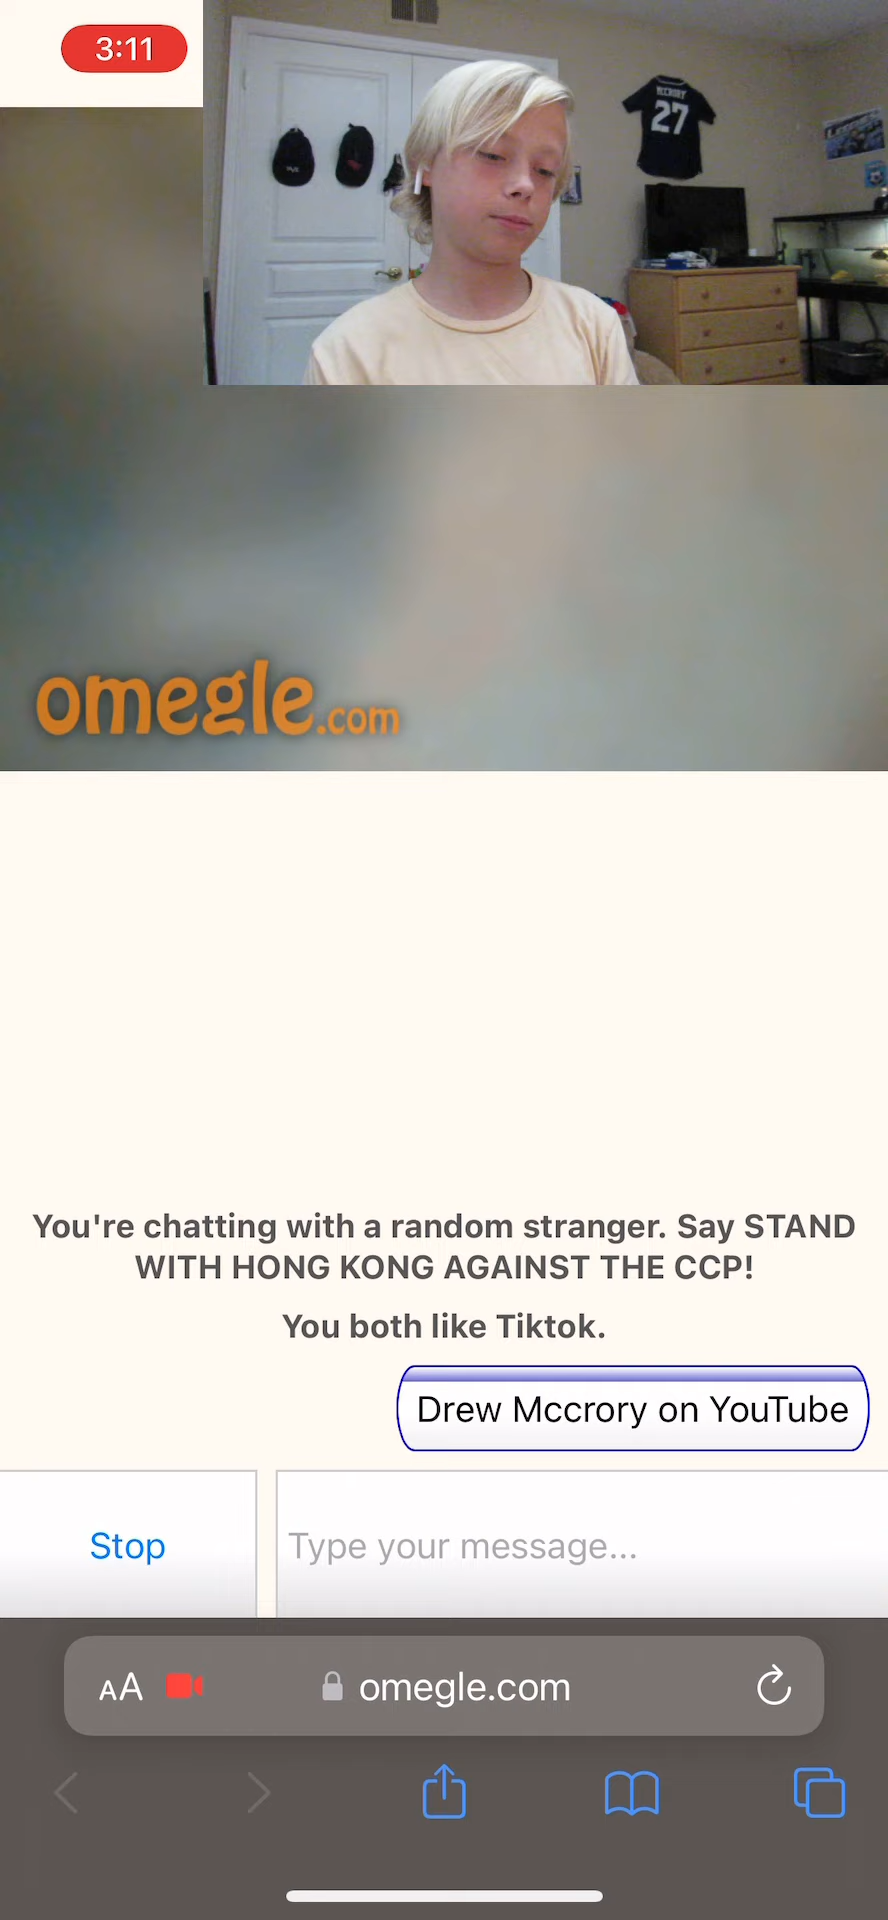 3:11
MCCRORY
27
omegle.com
You're chatting with a random stranger. Say STAND
WITH HONG KONG AGAINST THE CCP!
You both like Tiktok.
Drew Mccrory on YouTube
Stop
Type your message...
AA
omegle.com